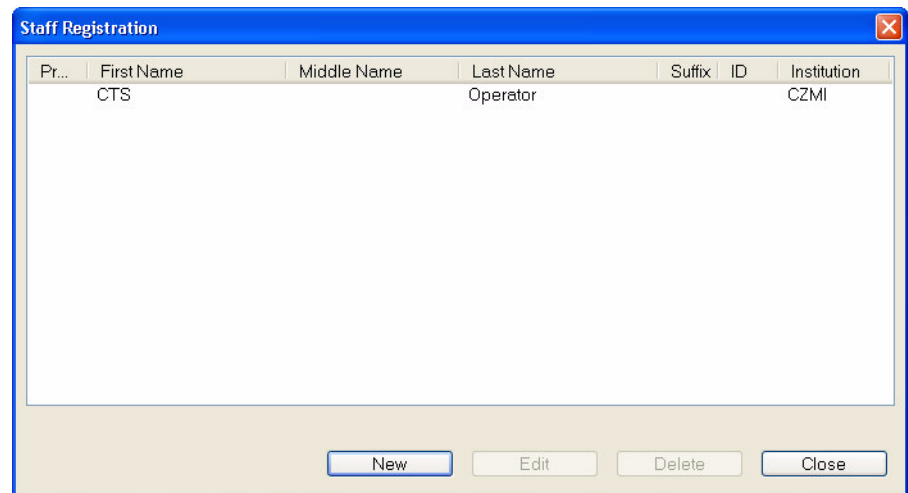 Staff Registration
Pr... First Name Middle Name Last Name Suffix ID Institution
CTS Operator CZMI
New Edit Delete Close